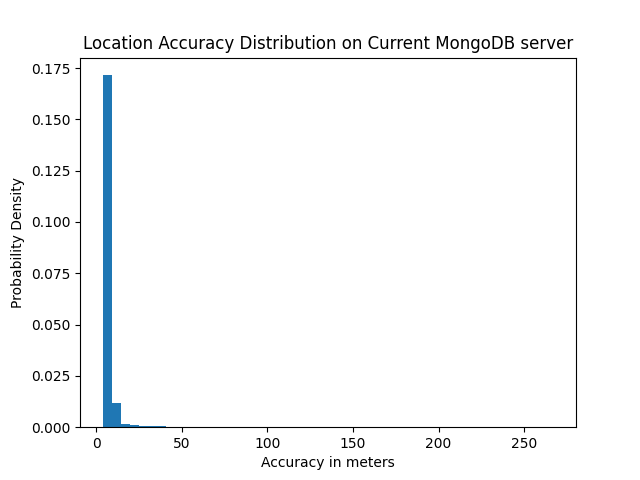 Location Accuracy Distribution on Current MongoDB server
0.175
0.150
0.125
0.100
0.075
0.050
0.025
0.000
Probability Density
0 50 100 150 200 250
Accuracy in meters